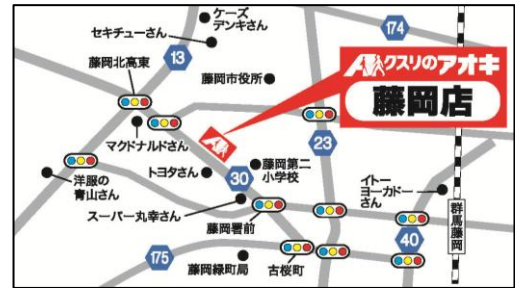 ケーズ
デンキさん
セキチューさん
174
13
藤岡北高東
藤岡市役所
クスリのアオキ
藤岡店
マクドナルドさん
23
トヨタさん
30
藤岡第二
小学校
洋服の
青山さん
スーパー丸幸さん
イトー
ヨーカドー
さん
藤岡署前
群馬藤岡
40
175
藤岡緑町局
古桜町